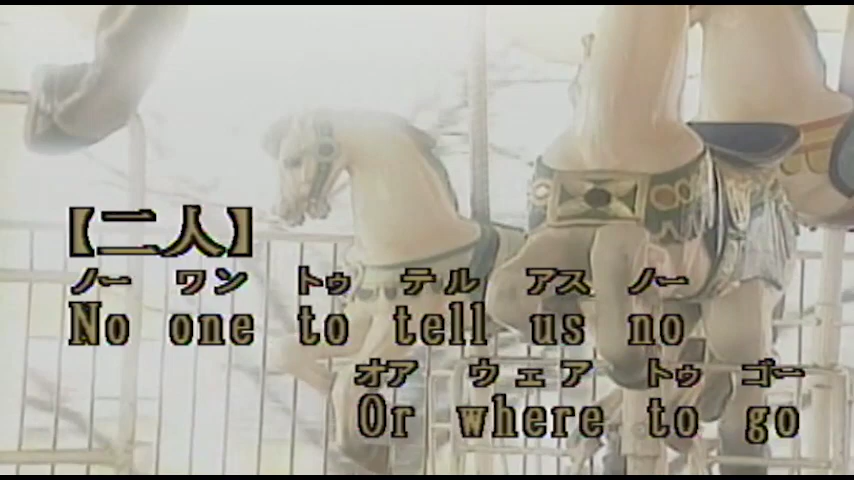 【二人】
ノー ワン トゥ テル アス ノー
No one to tell us no
オア ウェア トゥ ゴー
Or where to go